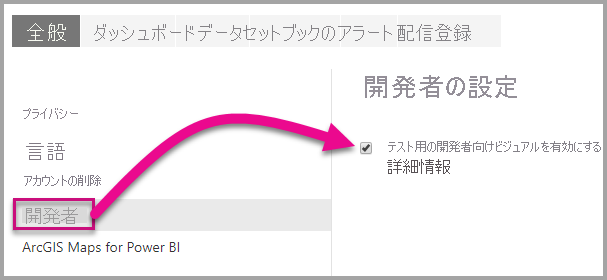 全般 ダッシュボードデータセットブックのアラート 配信登録
プライバシー
言語
アカウントの削除
開発者
ArcGIS Maps for Power BI
開発者の設定
テスト用の開発者向けビジュアルを有効にする
詳細情報